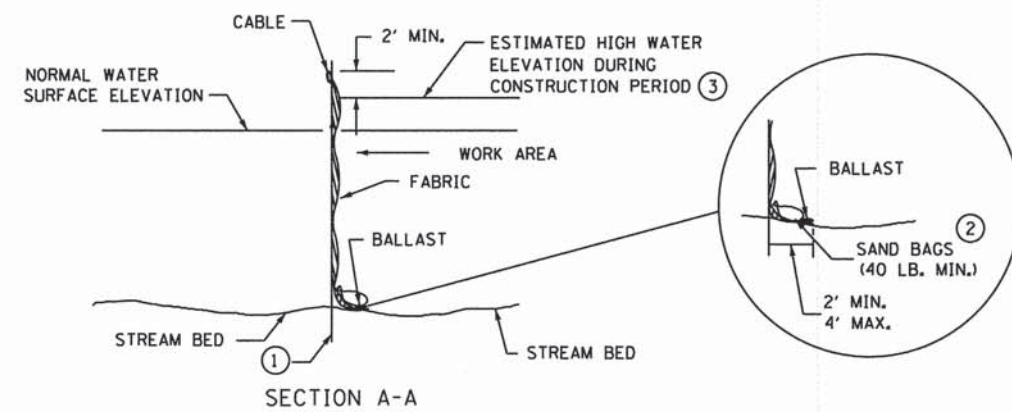 CABLE
2' MIN.
ESTIMATED HIGH WATER
ELEVATION DURING
CONSTRUCTION PERIOD 3
NORMAL WATER
SURFACE ELEVATION
WORK AREA
FABRIC
BALLAST
STREAM BED
1
STREAM BED
SECTION A-A
BALLAST
2
SAND BAGS
(40 LB. MIN.)
2' MIN.
4' MAX.